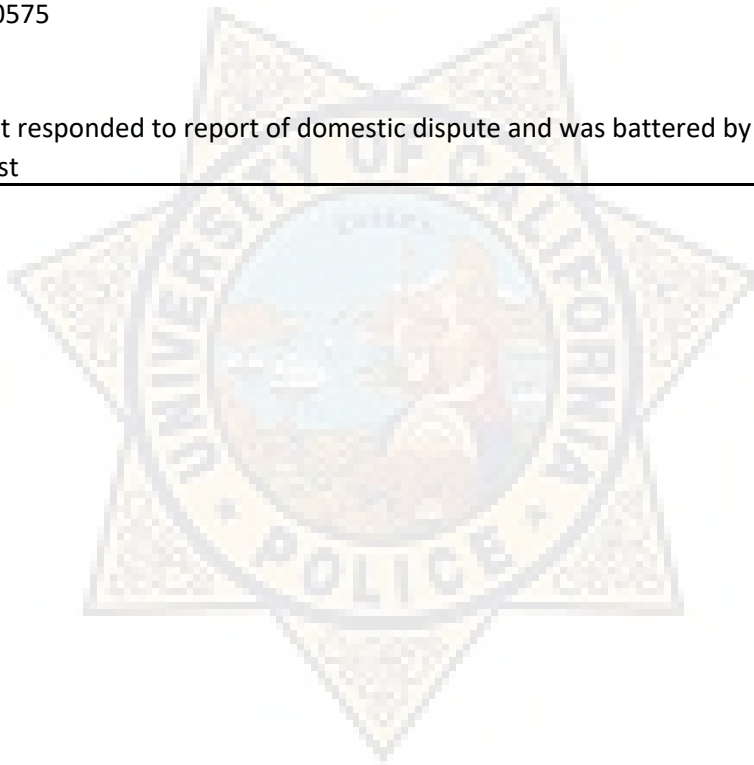 0575
t responded to report of domestic dispute and was battered by
st
UNIVERSITY OF CALIFORNIA
POLICE